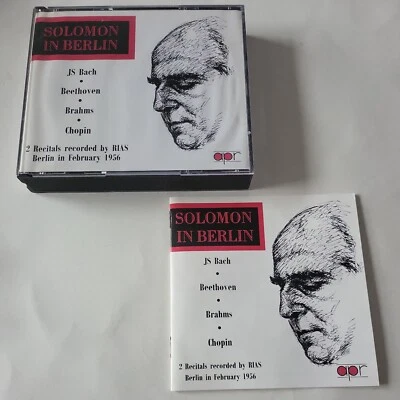 SOLOMON
IN BERLIN
JS Bach
•
Beethoven
•
Brahms
•
Chopin
2 Recitals recorded by RIAS
Berlin in February 1956
apr
SOLOMON
IN BERLIN
JS Bach
•
Beethoven
•
Brahms
•
Chopin
2 Recitals recorded by RIAS
Berlin in February 1956
apr